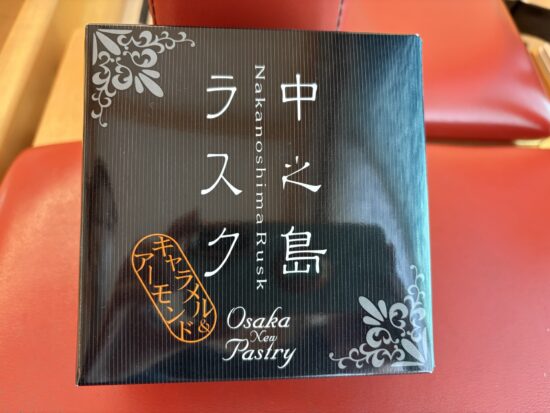 中之島
Nakanoshima Rusk
ラスク
キャラメル&
アーモンド
Osaka
New
Pastry